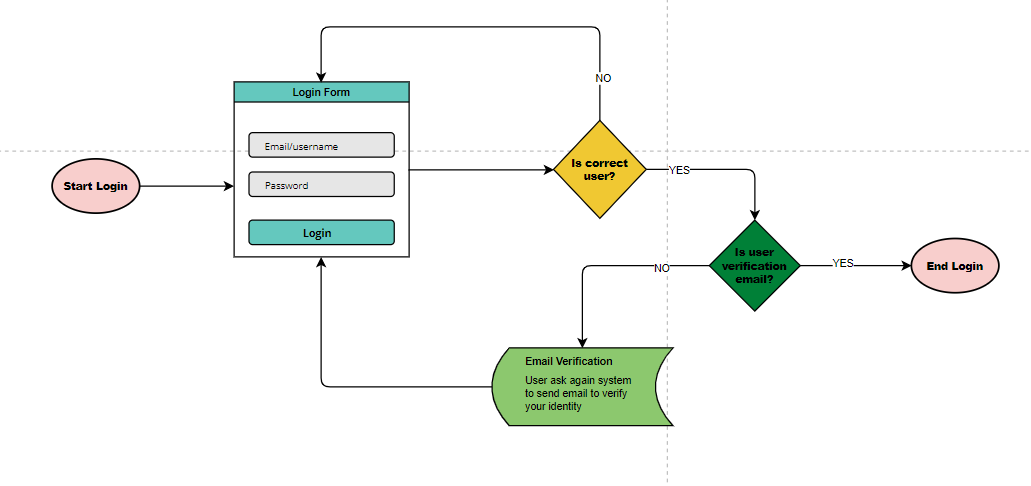 NO
Login Form
Email/username
Is correct
user?
YES
Start Login
Password
Login
Is user
verification
email?
YES
End Login
NO
Email Verification
User ask again system
to send email to verify
your identity